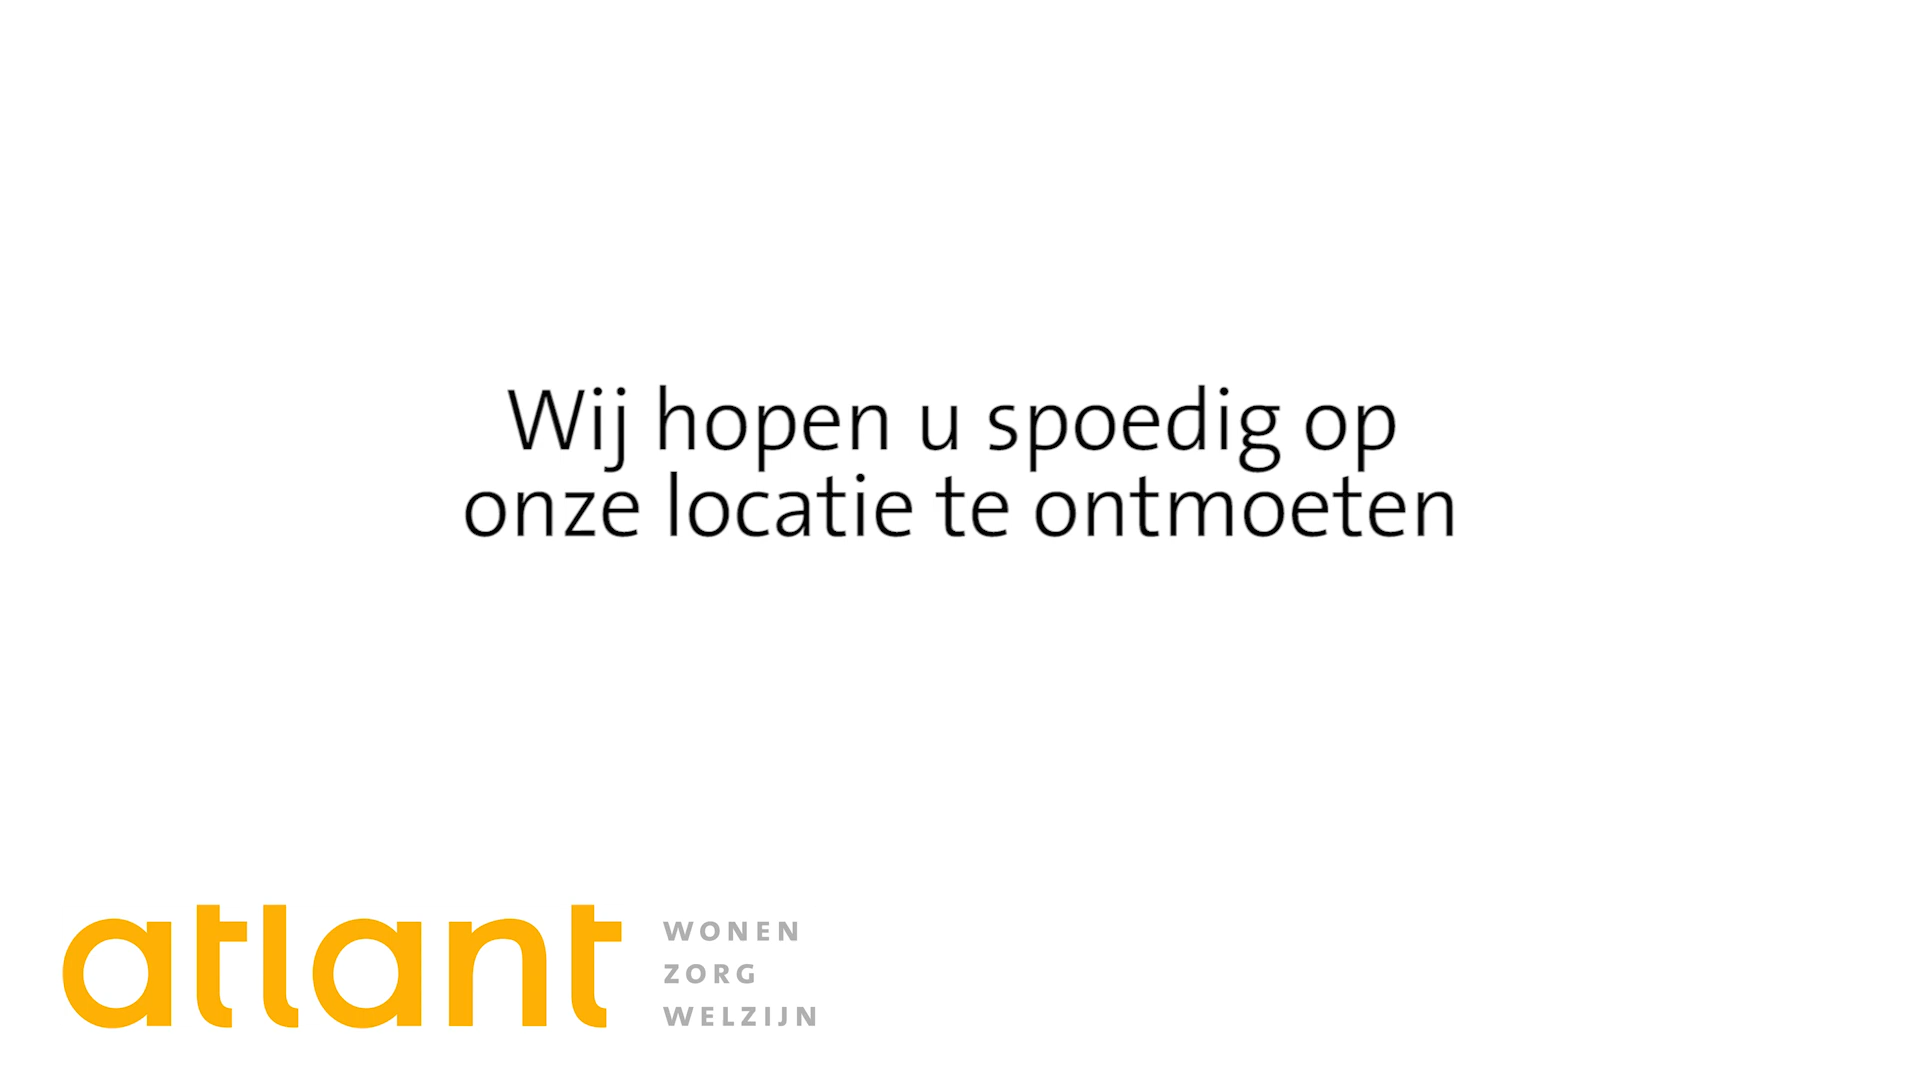 Wij hopen u spoedig op
onze locatie te ontmoeten
atlant
WONEN
ZORG
WELZIJN